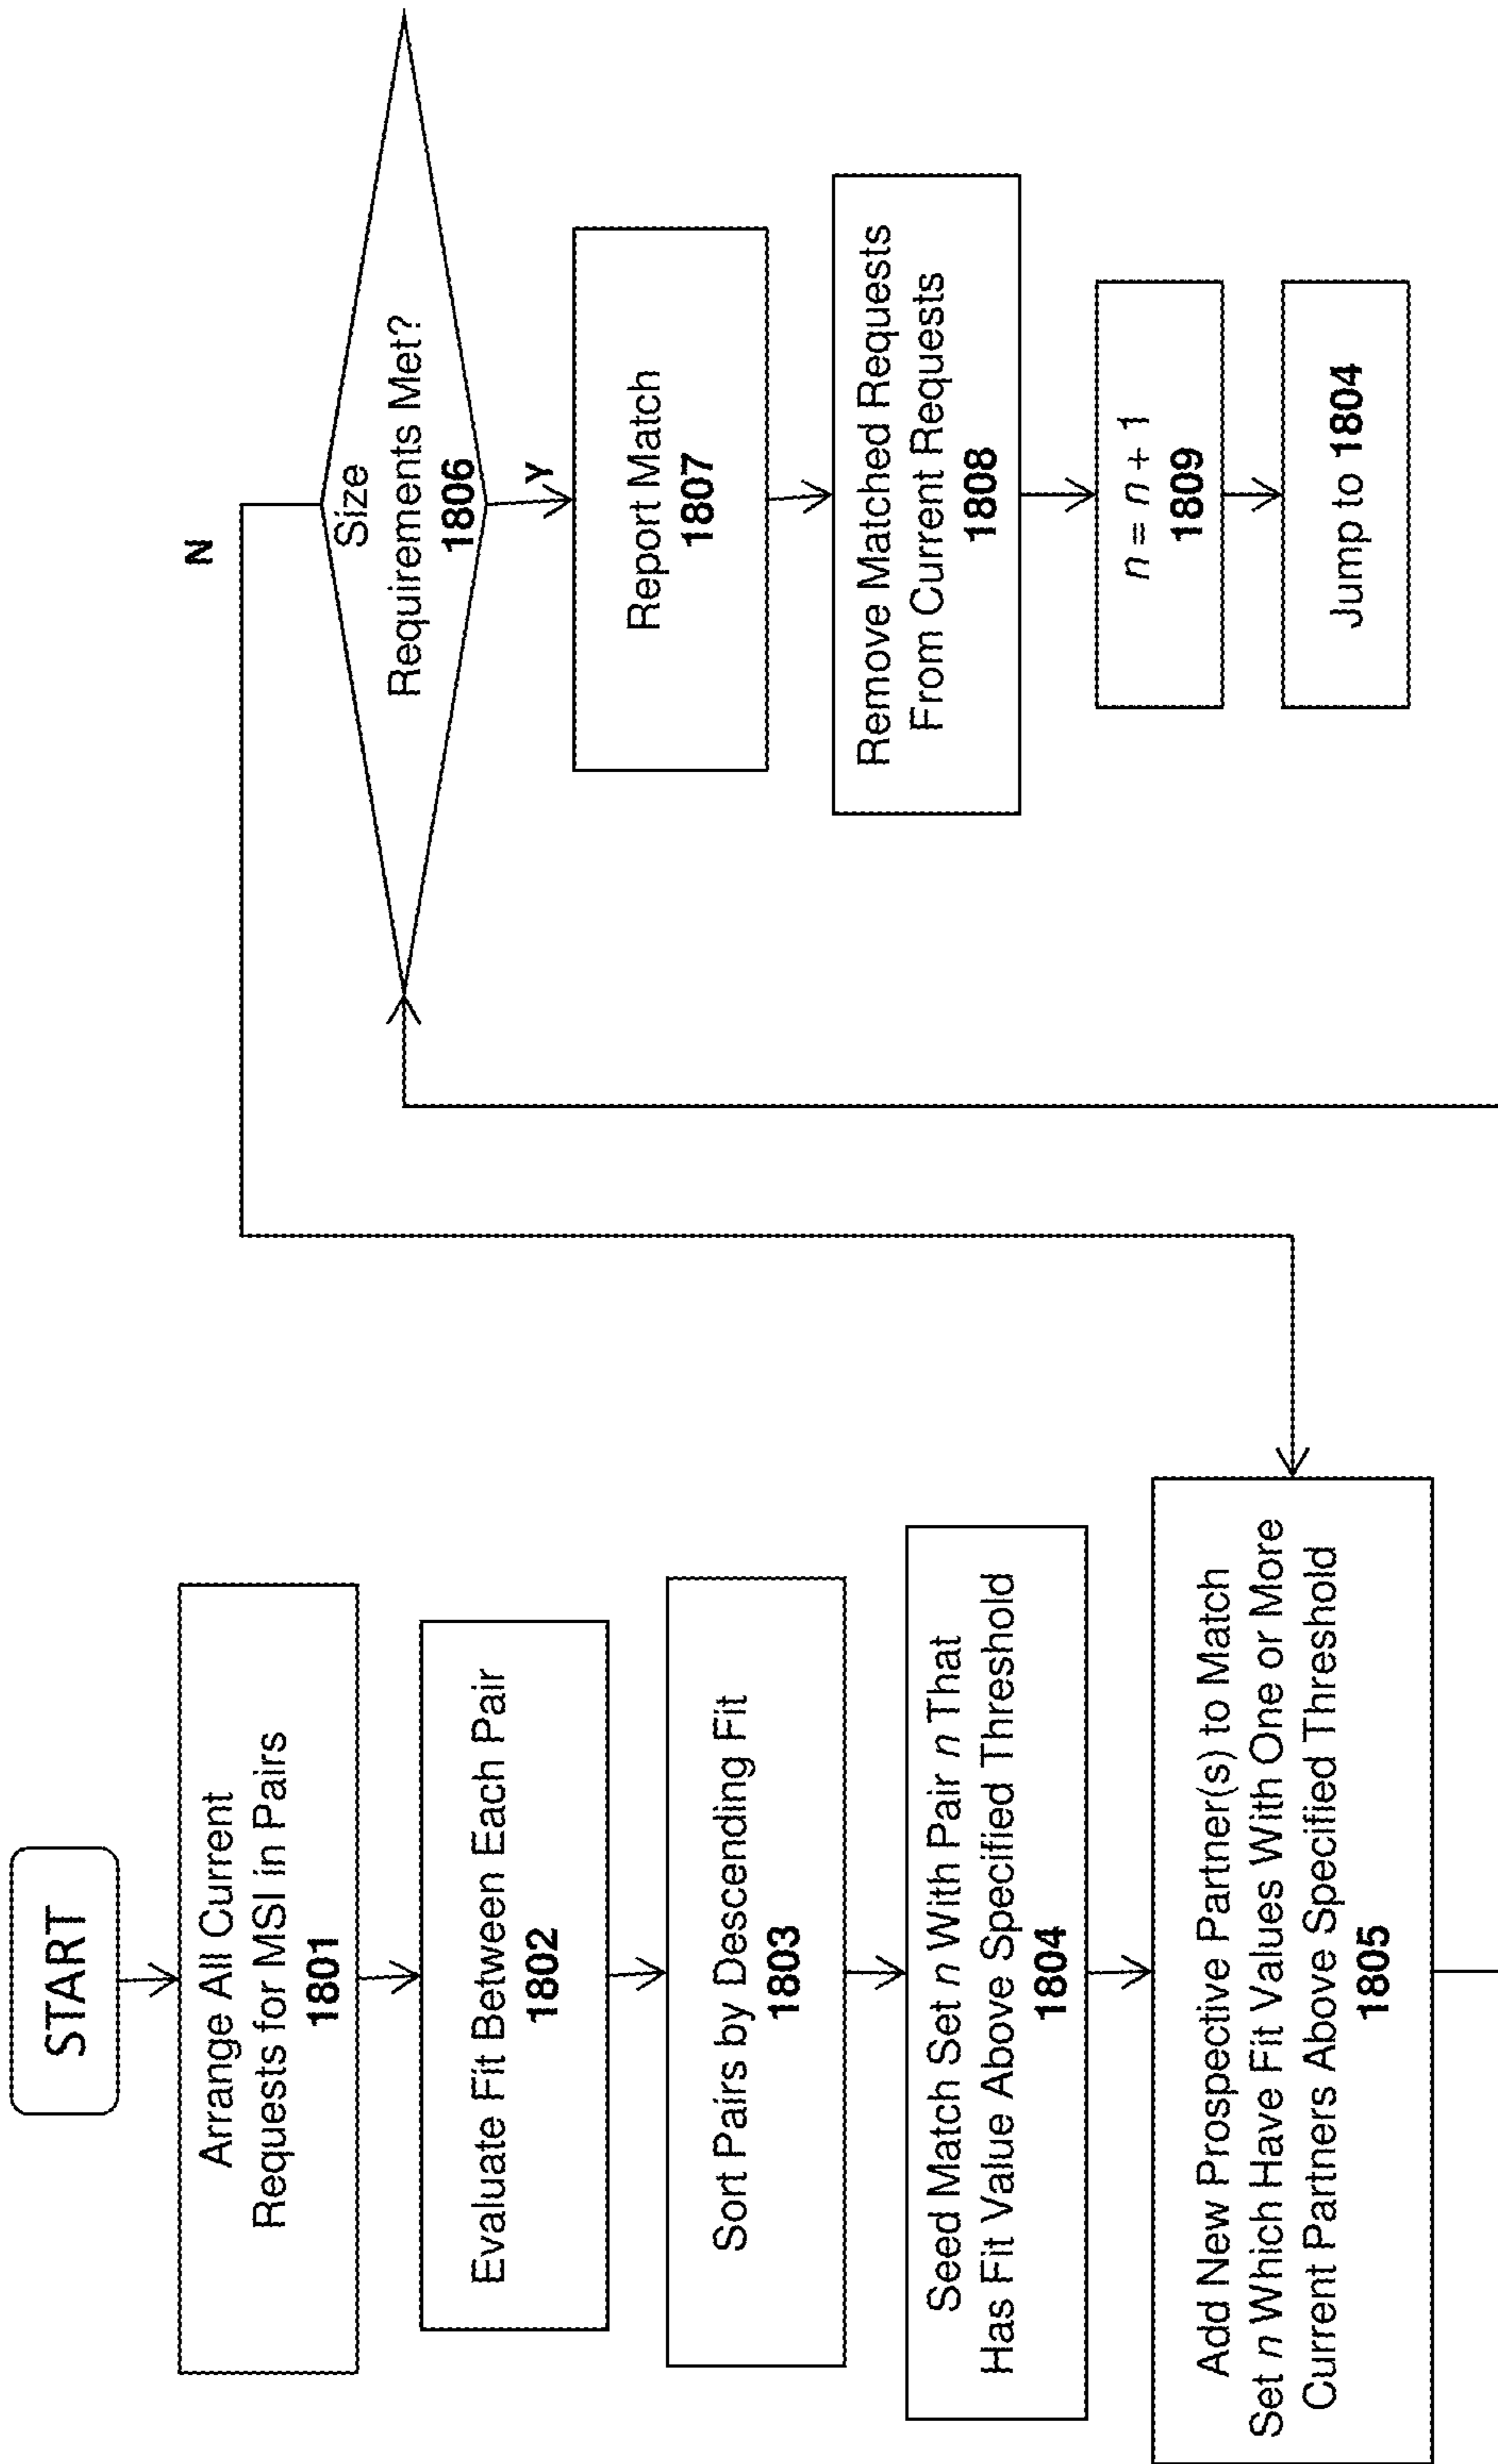 START
Arrange All Current
Requests for MSI in Pairs
1801
Evaluate Fit Between Each Pair
1802
Sort Pairs by Descending Fit
1803
Seed Match Set n With Pair n That
Has Fit Value Above Specified Threshold
1804
Add New Prospective Partner(s) to Match
Set n Which Have Fit Values With One or More
Current Partners Above Specified Threshold
1805
N
Size
Requirements Met?
1806
Y
Report Match
1807
Remove Matched Requests
From Current Requests
1808
n = n + 1
1809
Jump to 1804